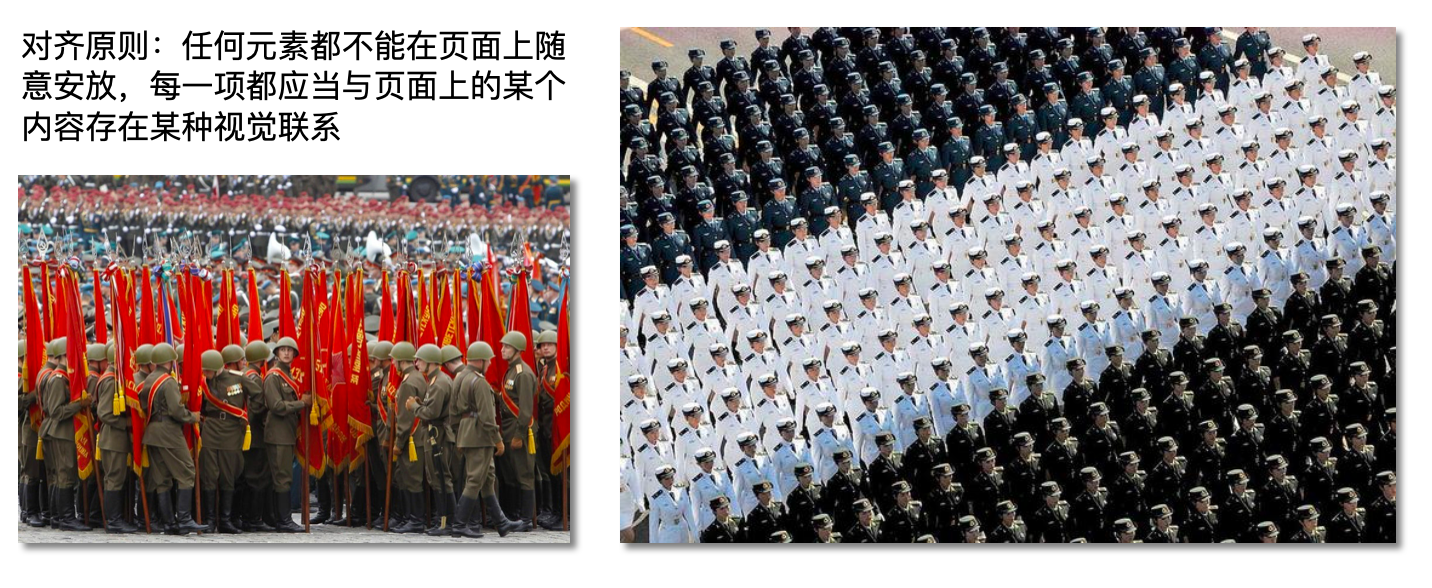 对齐原则：任何元素都不能在页面上随
意安放，每一项都应当与页面上的某个
内容存在某种视觉联系